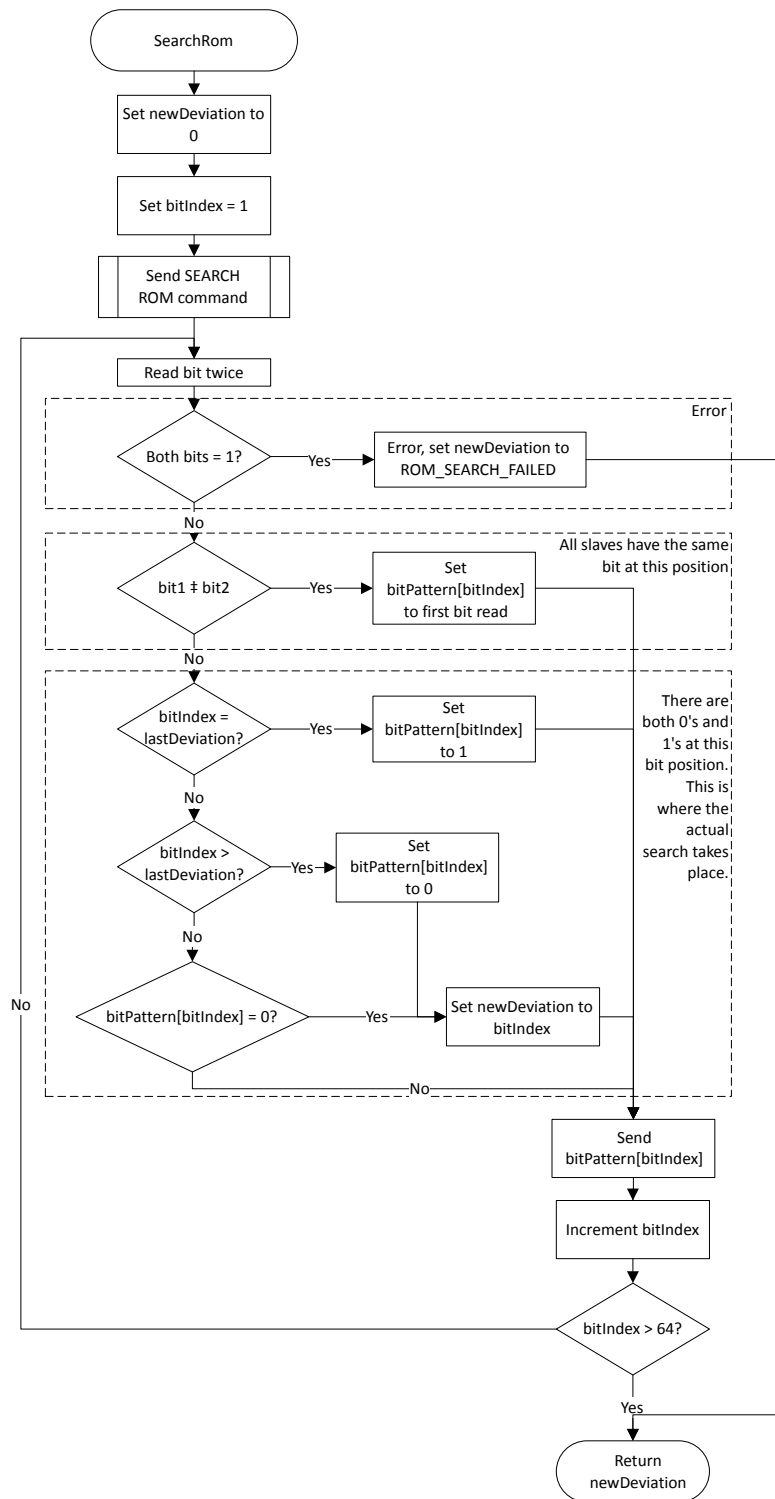 SearchRom
Set newDeviation to
0
Set bitIndex = 1
Send SEARCH
ROM command
Read bit twice
Error
Both bits = 1?
Yes
Error, set newDeviation to
ROM_SEARCH_FAILED
No
All slaves have the same
bit at this position
bit1 ‡ bit2
Yes
Set
bitPattern[bitIndex]
to first bit read
No
There are
both 0's and
1's at this
bit position.
This is
where the
actual
search takes
place.
bitIndex =
lastDeviation?
Yes
Set
bitPattern[bitIndex]
to 1
No
bitIndex >
lastDeviation?
Yes
Set
bitPattern[bitIndex]
to 0
No
No
bitPattern[bitIndex] = 0?
Yes
Set newDeviation to
bitIndex
No
Send
bitPattern[bitIndex]
Increment bitIndex
bitIndex > 64?
Yes
Return
newDeviation